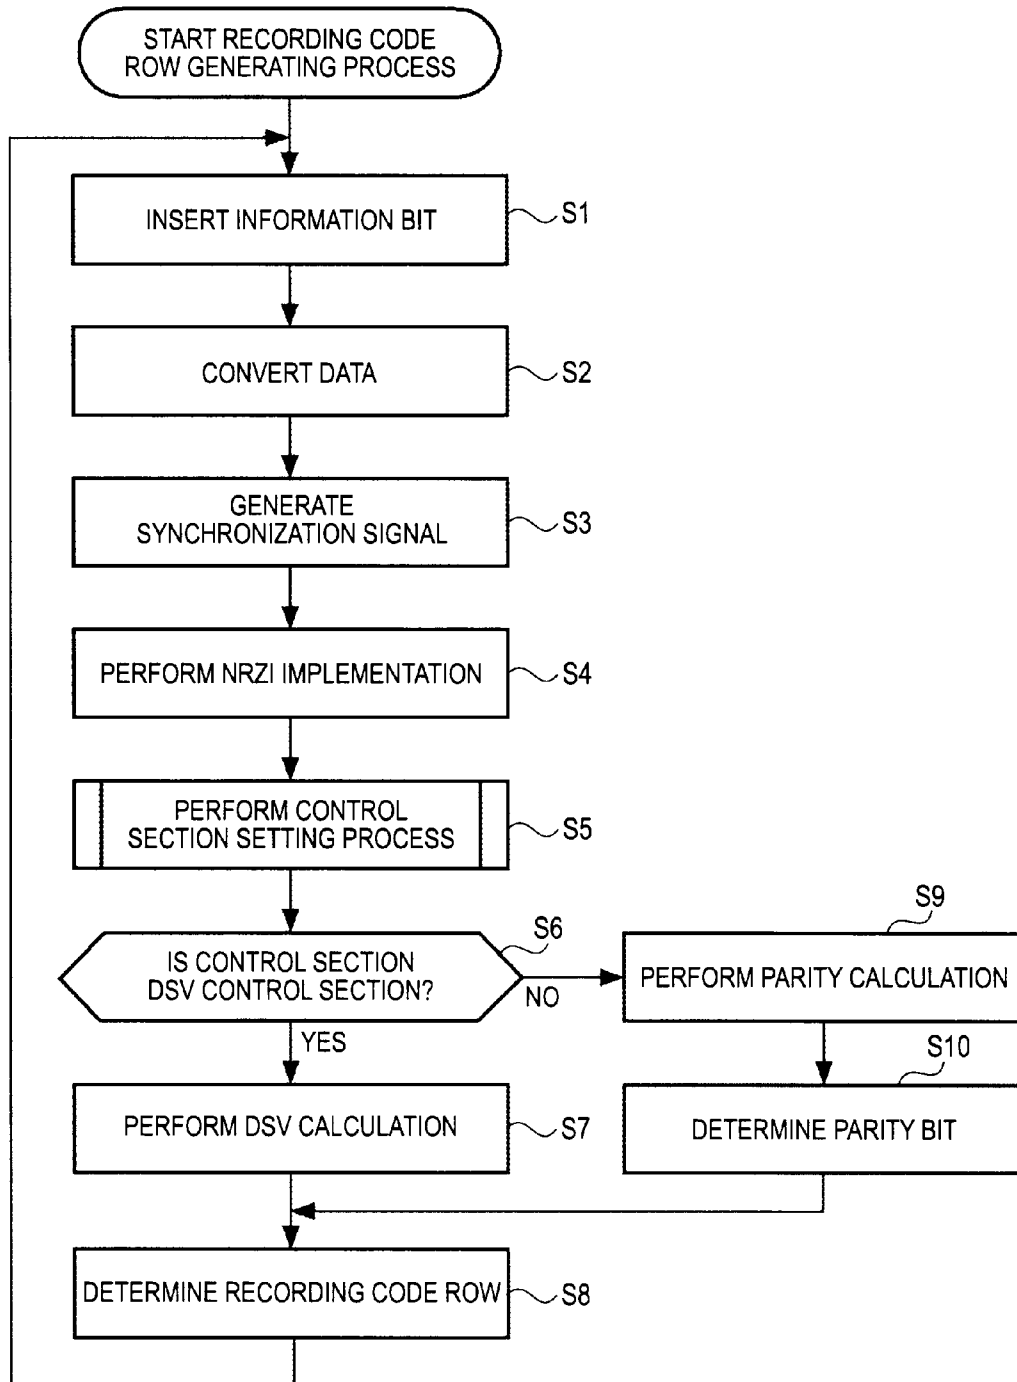 START RECORDING CODE
ROW GENERATING PROCESS
INSERT INFORMATION BIT
S1
CONVERT DATA
S2
GENERATE
SYNCHRONIZATION SIGNAL
S3
PERFORM NRZI IMPLEMENTATION
S4
PERFORM CONTROL
SECTION SETTING PROCESS
S5
IS CONTROL SECTION
DSV CONTROL SECTION?
S6
NO
YES
S9
PERFORM PARITY CALCULATION
S10
DETERMINE PARITY BIT
PERFORM DSV CALCULATION
S7
DETERMINE RECORDING CODE ROW
S8